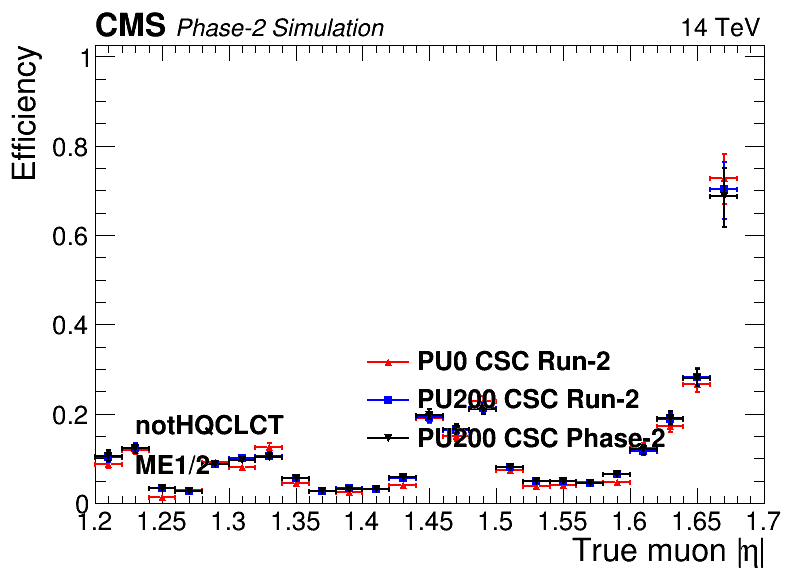 CMS Phase-2 Simulation 14 TeV
Efficiency
1
0.8
0.6
0.4
0.2
0
PU0 CSC Run-2
PU200 CSC Run-2
PU200 CSC Phase-2
notHQCLCT
ME1/2
1.2 1.25 1.3 1.35 1.4 1.45 1.5 1.55 1.6 1.65 1.7
True muon |η|